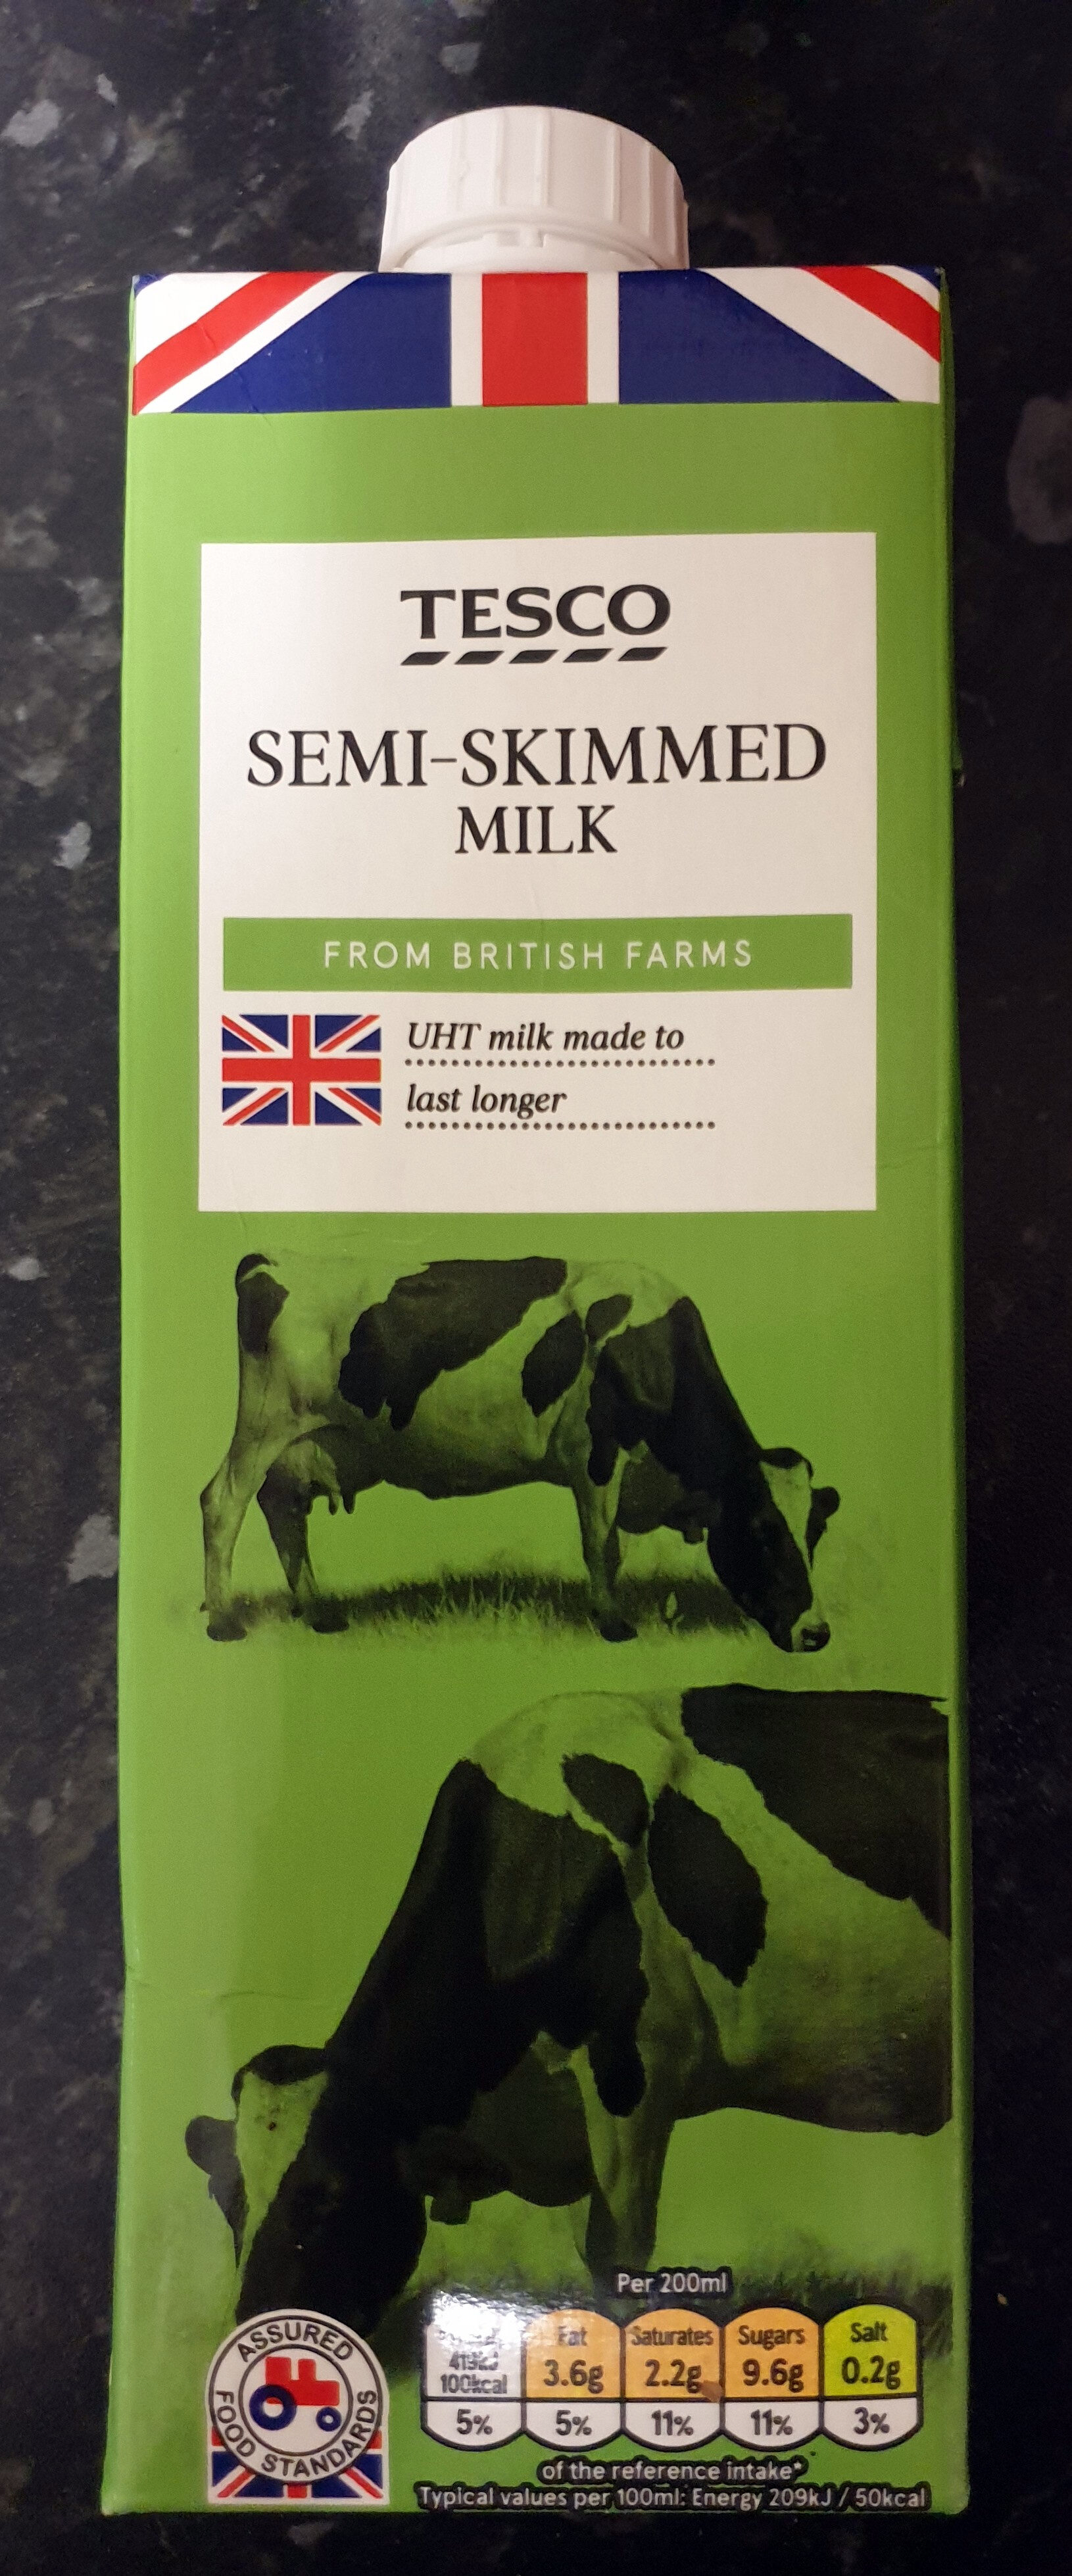 TESCO
SEMI-SKIMMED
MILK
FROM BRITISH FARMS
UHT milk made to
last longer
ASSURED
FOOD STANDARDS
Per 200ml
Fat Saturates Sugars Salt
100kcal 3.6g 2.2g 9.6g 0.2g
5% 5% 11% 11% 3%
of the reference intake*
Typical values per 100ml: Energy 209kJ / 50kcal